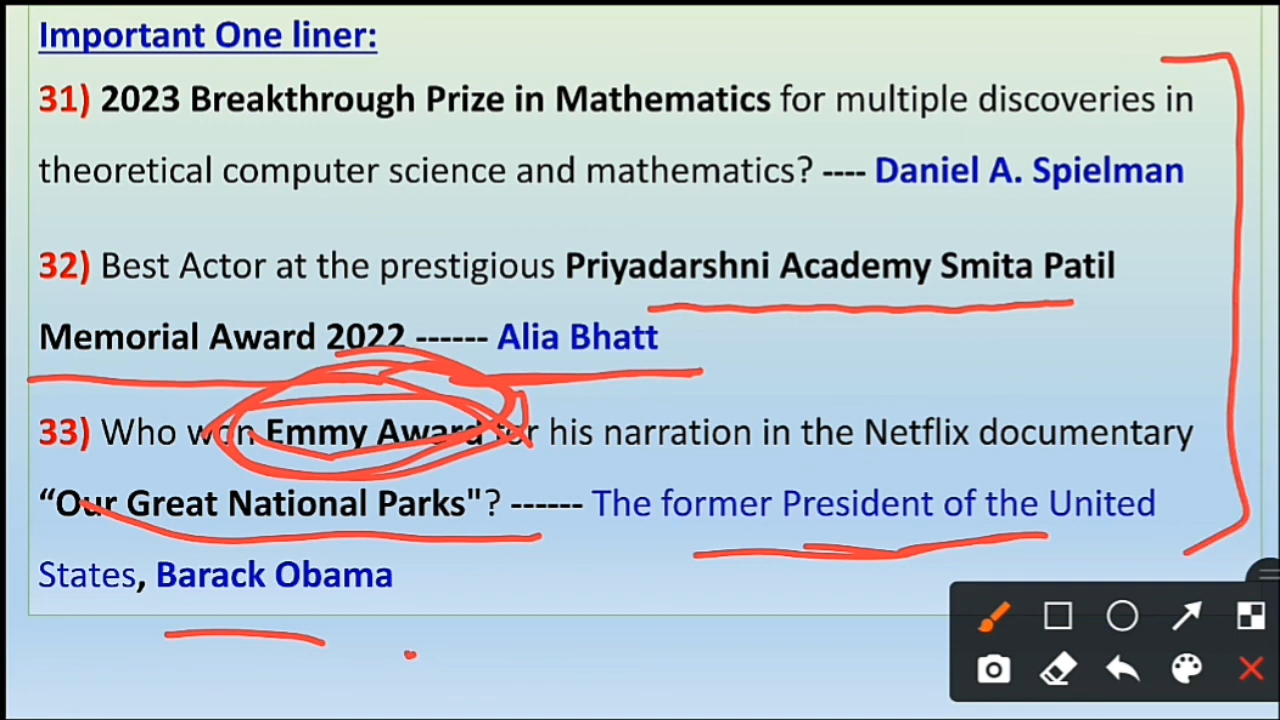 Important One liner:
31) 2023 Breakthrough Prize in Mathematics for multiple discoveries in
theoretical computer science and mathematics? ---- Daniel A. Spielman
32) Best Actor at the prestigious Priyadarshni Academy Smita Patil
Memorial Award 2022 ------ Alia Bhatt
33) Who won Emmy Award for his narration in the Netflix documentary
“Our Great National Parks"? ------ The former President of the United
States, Barack Obama